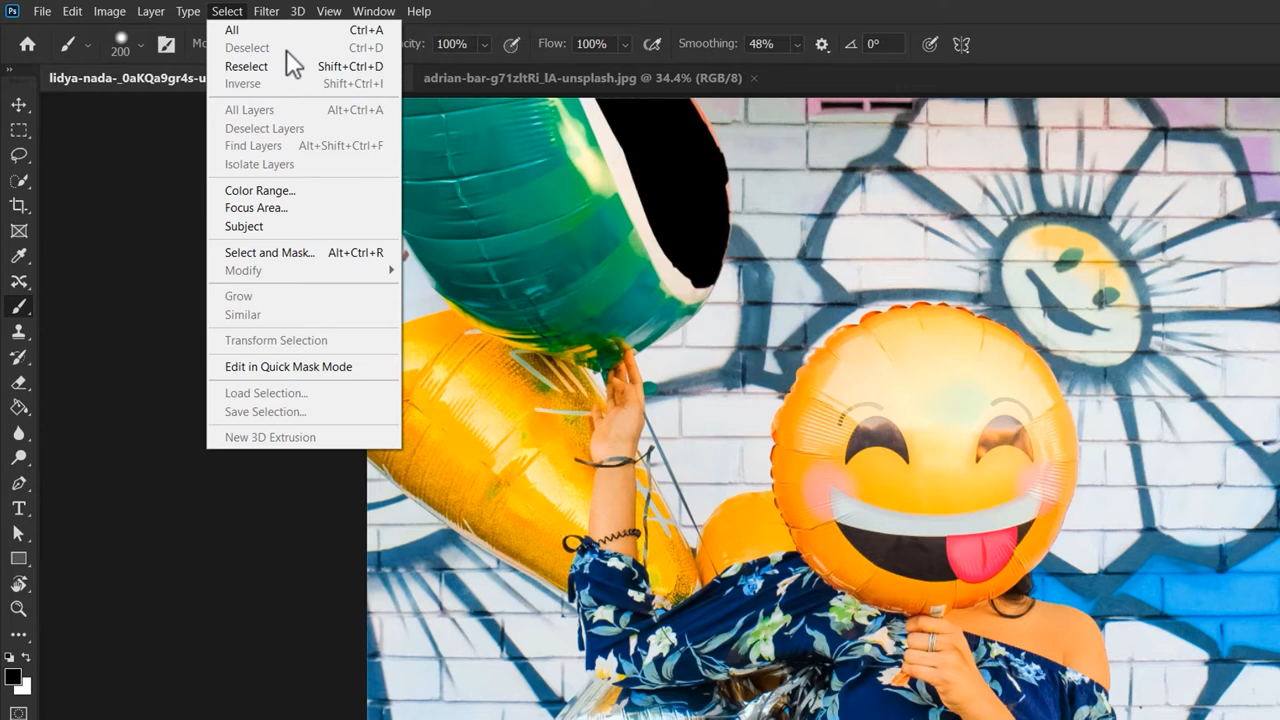 Ps File Edit Image Layer Type Select Filter 3D View Window Help
200 100% Flow: 100% Smoothing: 48% 0°
lidya-nada-_0aKQa9gr4s-u adrian-bar-g71zltRi_lA-unsplash.jpg @ 34.4% (RGB/8) ×
All Ctrl+A
Deselect Ctrl+D
Reselect Shift+Ctrl+D
Inverse Shift+Ctrl+I
All Layers Alt+Ctrl+A
Deselect Layers
Find Layers Alt+Shift+Ctrl+F
Isolate Layers
Color Range...
Focus Area...
Subject
Select and Mask... Alt+Ctrl+R
Modify
Grow
Similar
Transform Selection
Edit in Quick Mask Mode
Load Selection...
Save Selection...
New 3D Extrusion